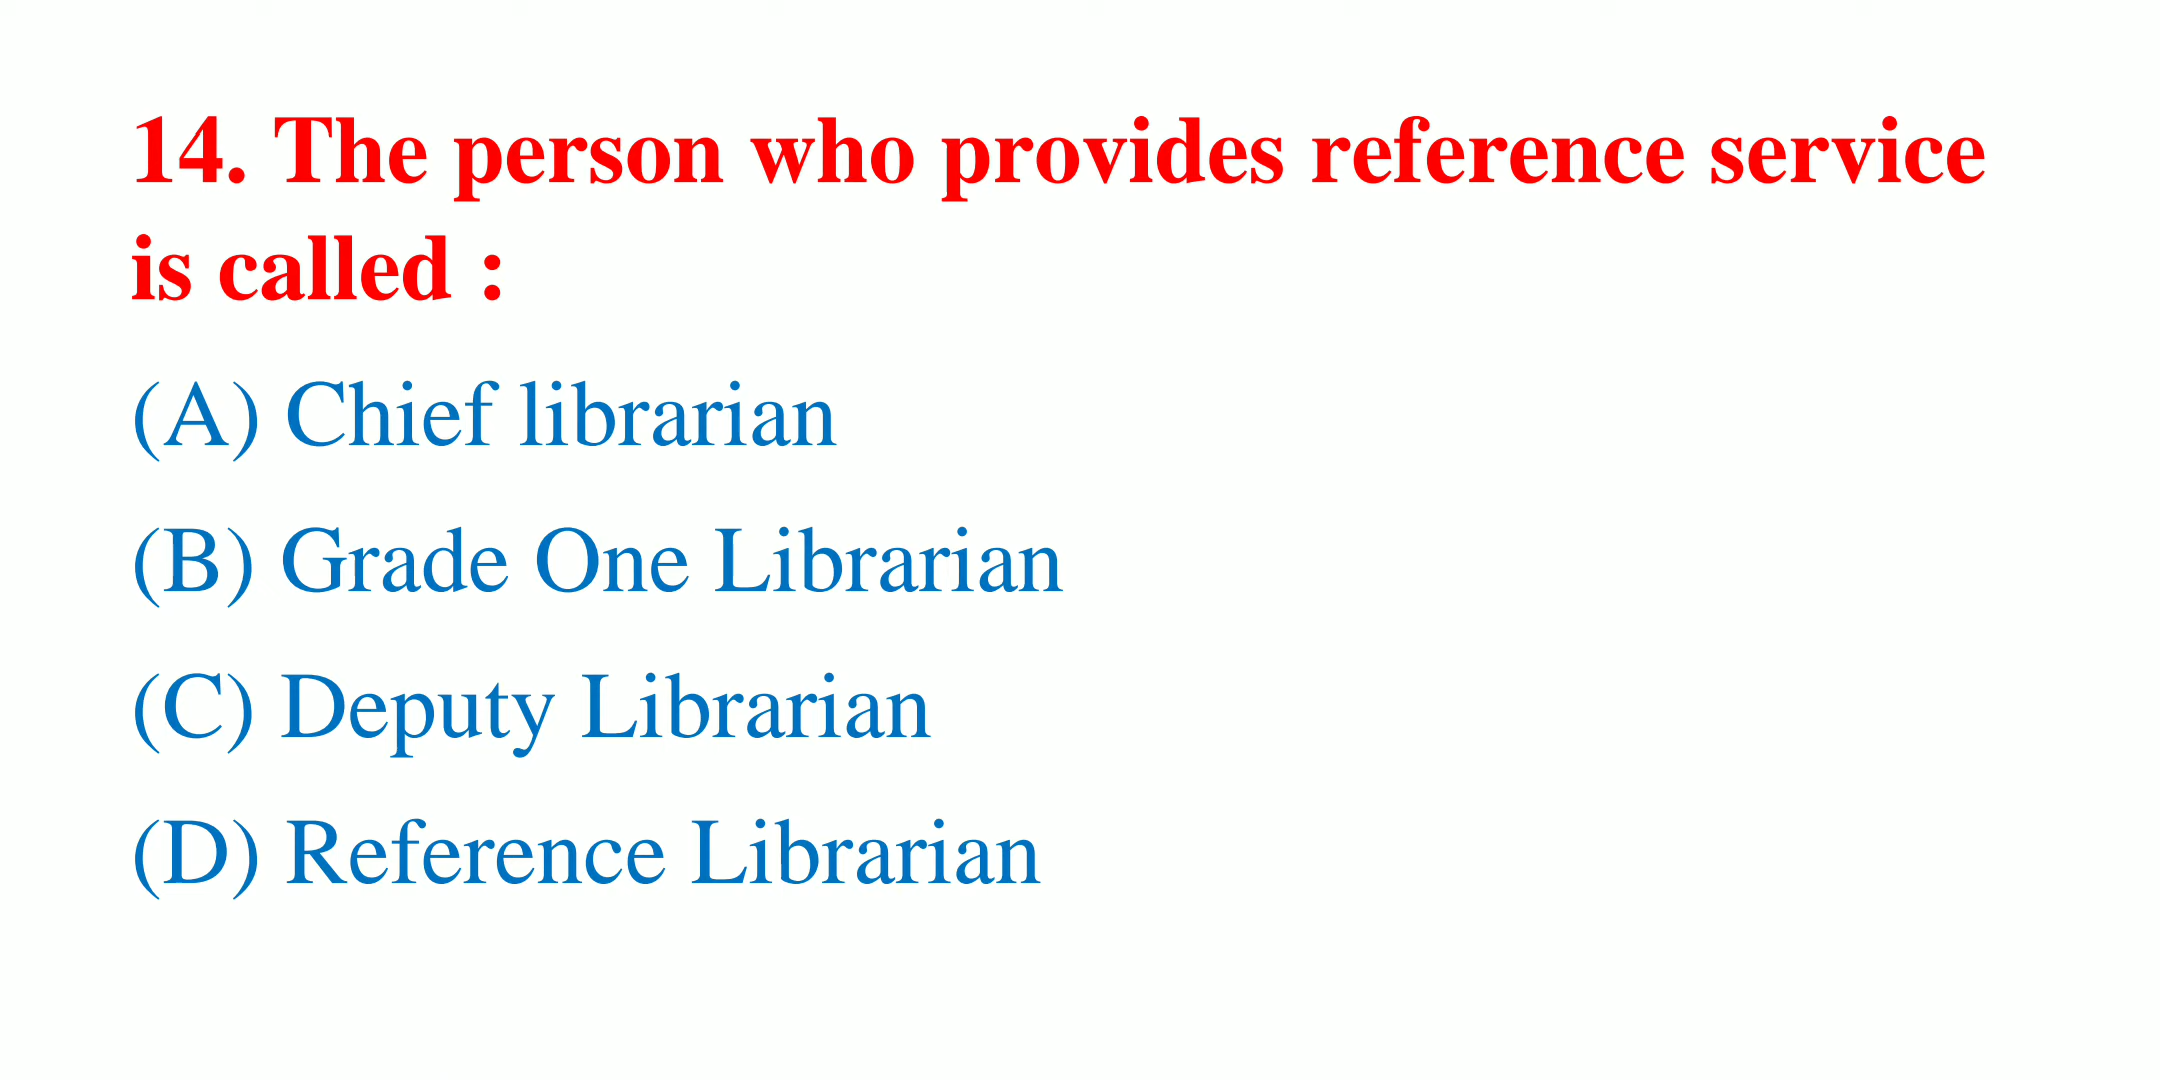 14. The person who provides reference service
is called :
(A) Chief librarian
(B) Grade One Librarian
(C) Deputy Librarian
(D) Reference Librarian